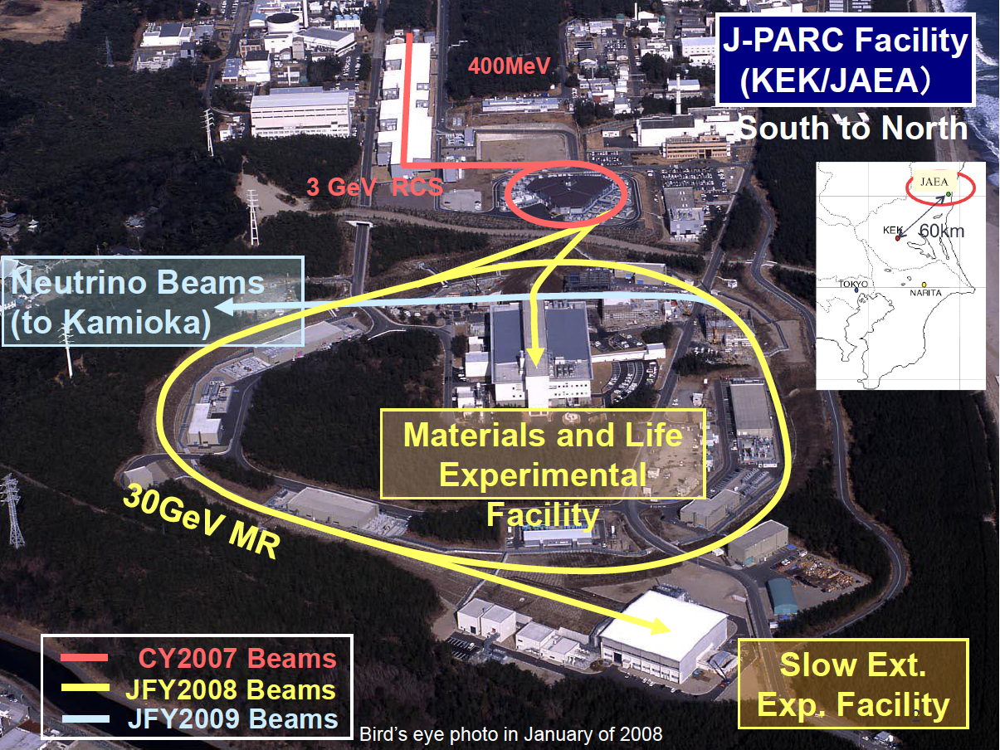 J-PARC Facility
(KEK/JAEA）
South to North
400MeV
3 GeV RCS
JAEA
KEK
60km
TOKYO
NARITA
Neutrino Beams
(to Kamioka)
Materials and Life
Experimental
Facility
30GeV MR
CY2007 Beams
JFY2008 Beams
JFY2009 Beams
Slow Ext.
Exp. Facility
Bird's eye photo in January of 2008